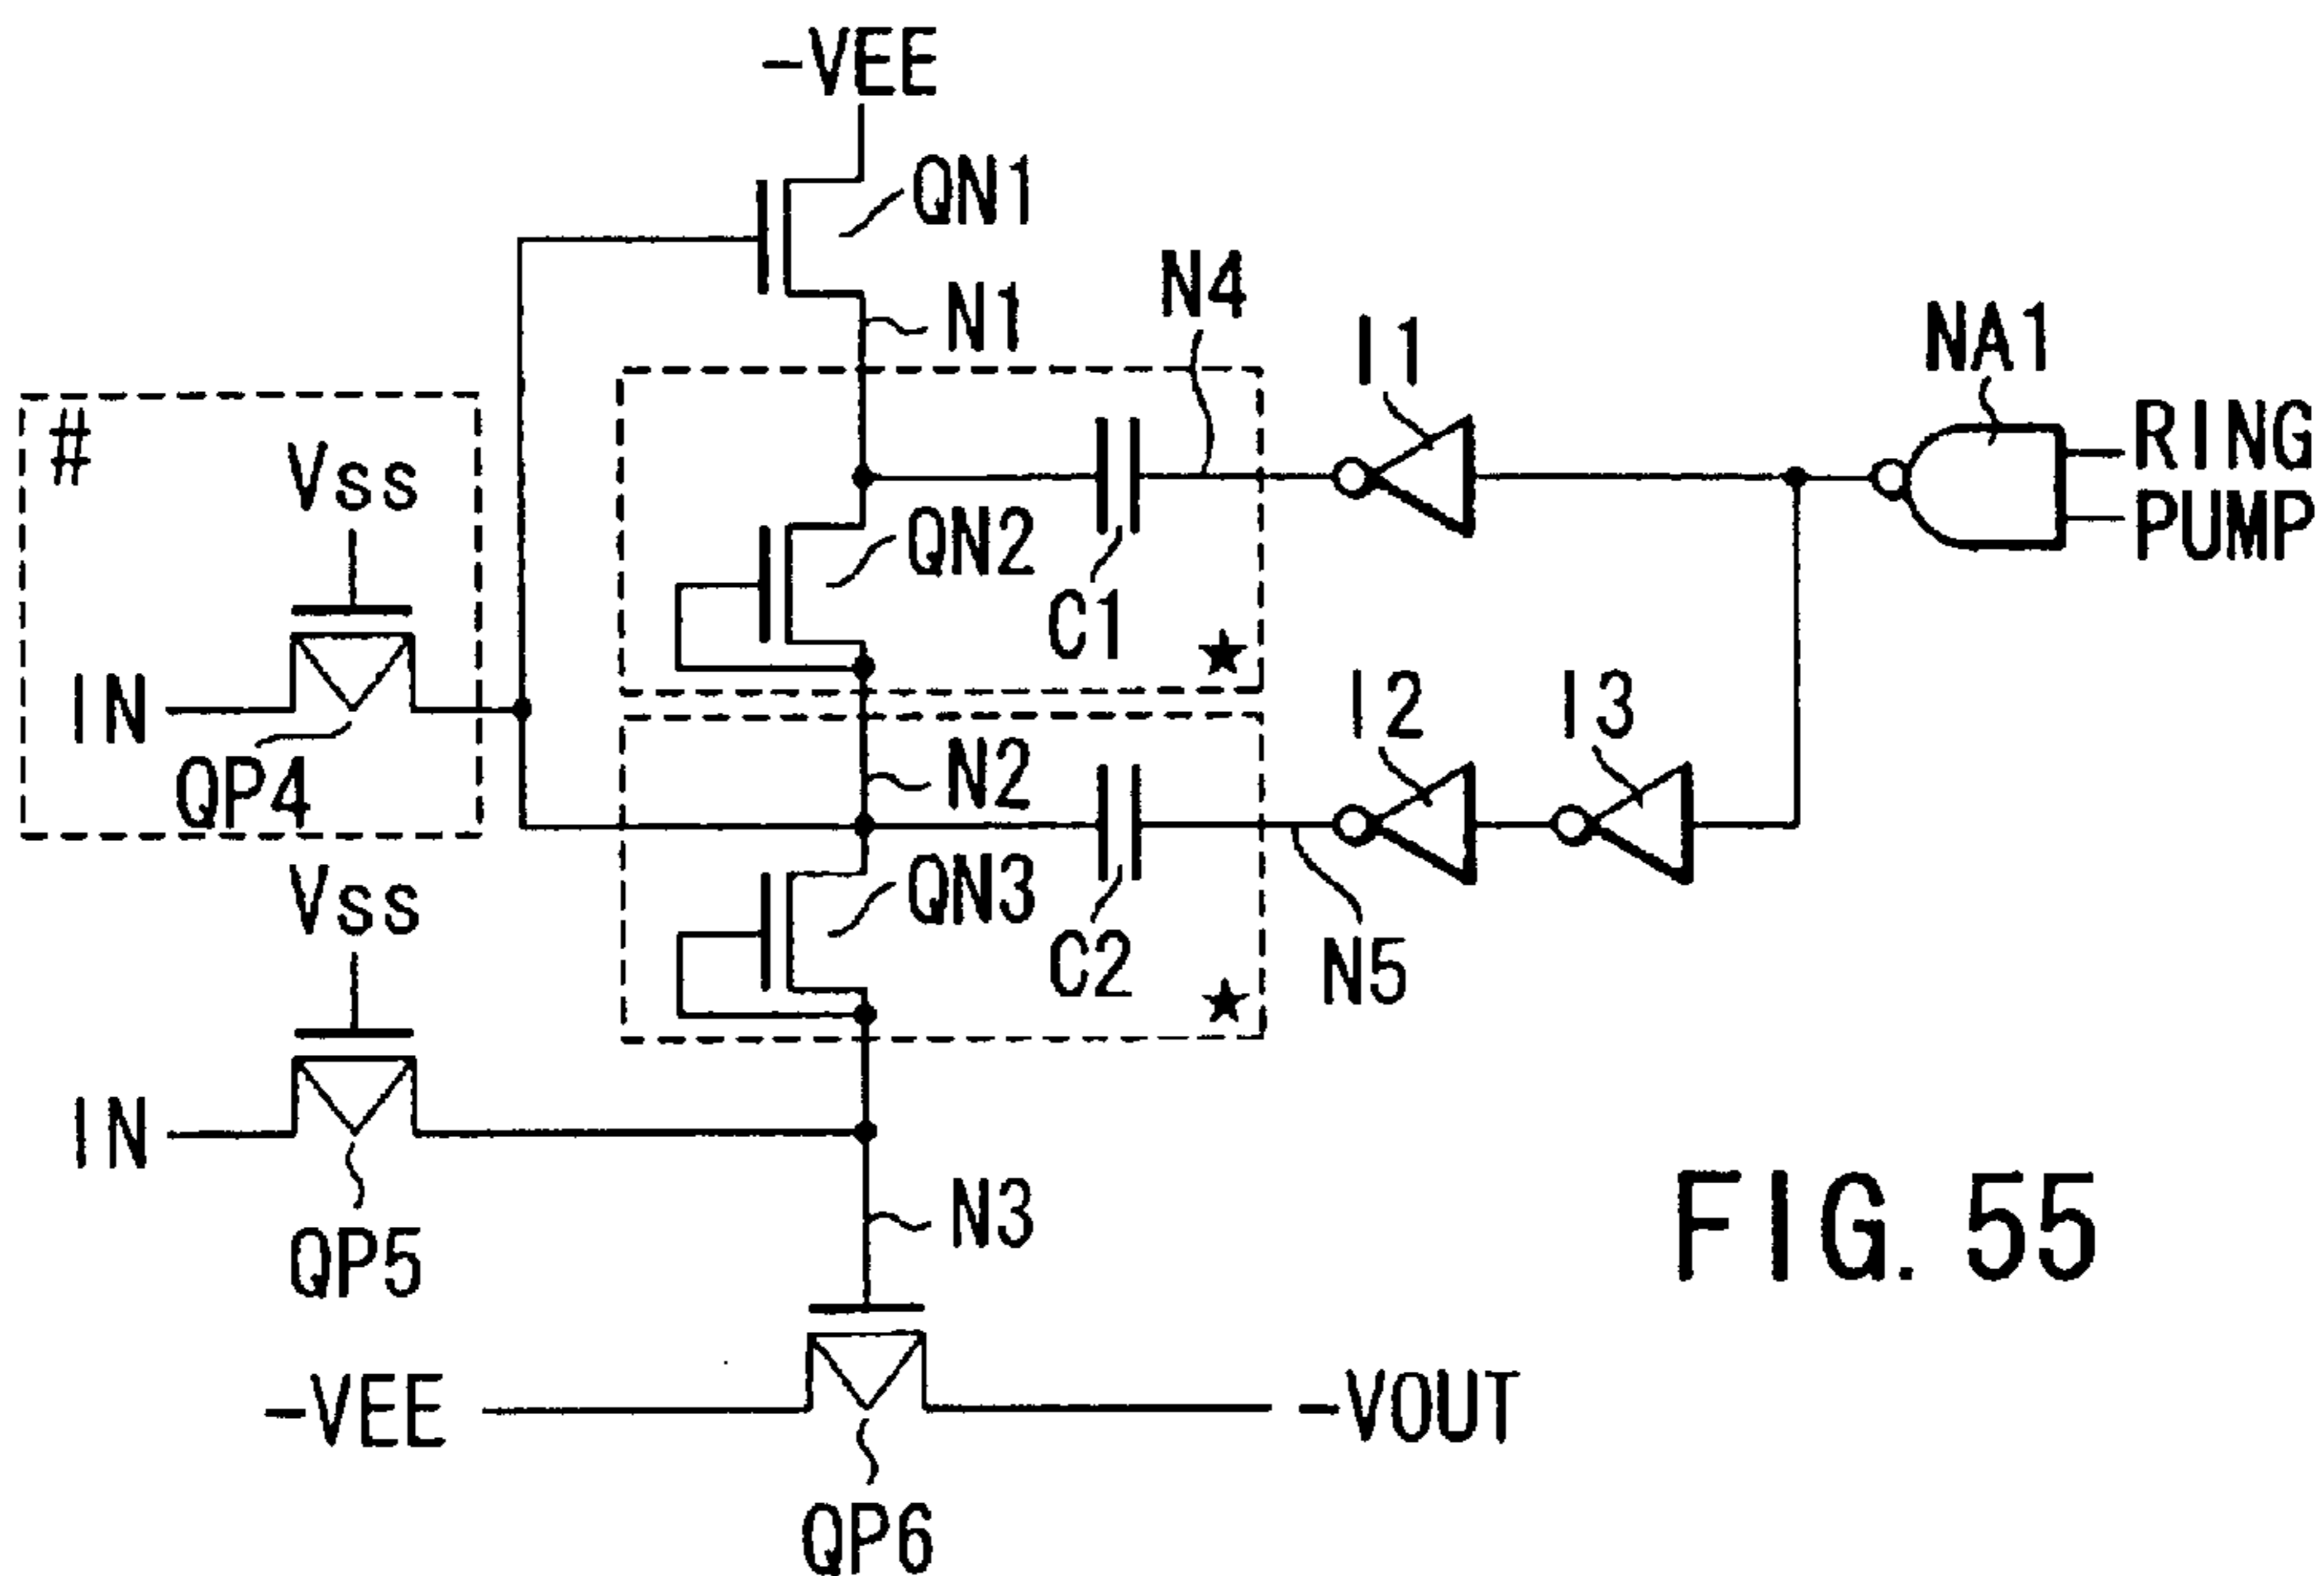 -VEE
QN1
N1
N4
I1
NA1
RING
PUMP
#
Vss
QN2
C1
★
IN
QP4
N2
I2
I3
Vss
QN3
C2
★
N5
IN
QP5
N3
FIG. 55
-VEE
-VOUT
QP6